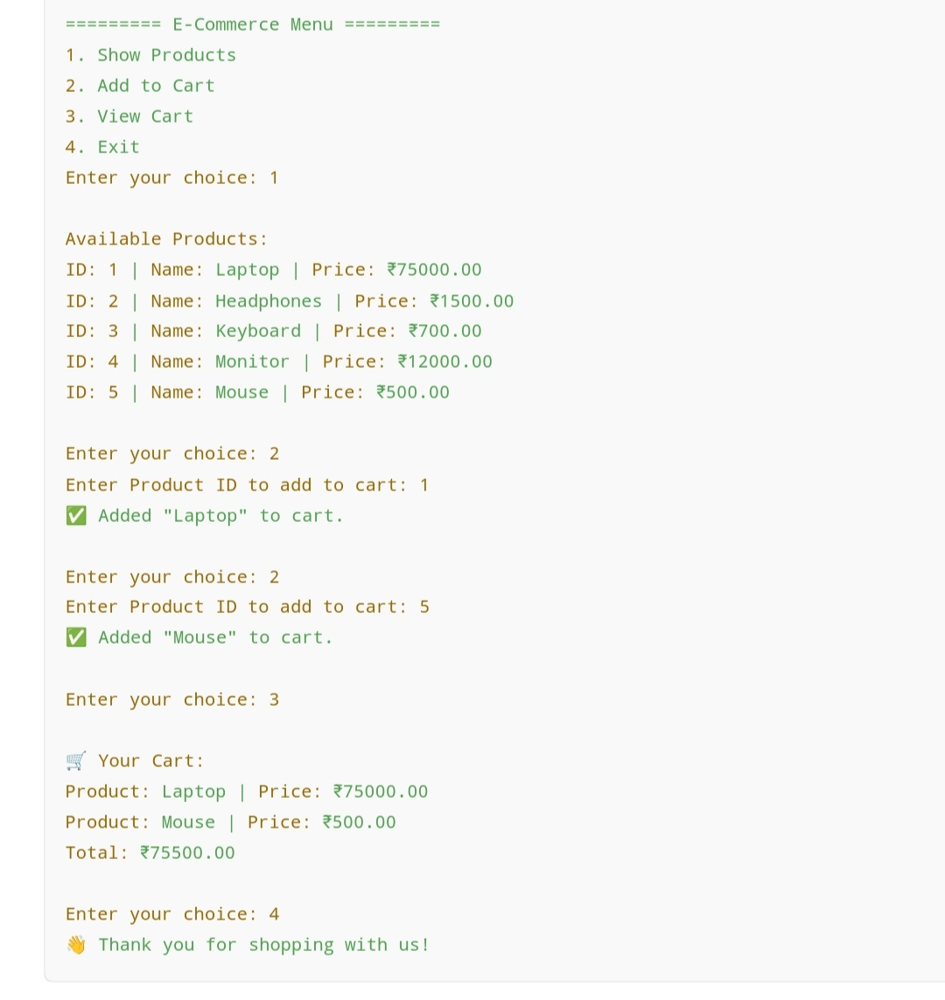 ========= E-Commerce Menu =========
1. Show Products
2. Add to Cart
3. View Cart
4. Exit
Enter your choice: 1
Available Products:
ID: 1 | Name: Laptop | Price: ₹75000.00
ID: 2 | Name: Headphones | Price: ₹1500.00
ID: 3 | Name: Keyboard | Price: ₹700.00
ID: 4 | Name: Monitor | Price: ₹12000.00
ID: 5 | Name: Mouse | Price: ₹500.00
Enter your choice: 2
Enter Product ID to add to cart: 1
✅ Added "Laptop" to cart.
Enter your choice: 2
Enter Product ID to add to cart: 5
✅ Added "Mouse" to cart.
Enter your choice: 3
🛒 Your Cart:
Product: Laptop | Price: ₹75000.00
Product: Mouse | Price: ₹500.00
Total: ₹75500.00
Enter your choice: 4
👋 Thank you for shopping with us!